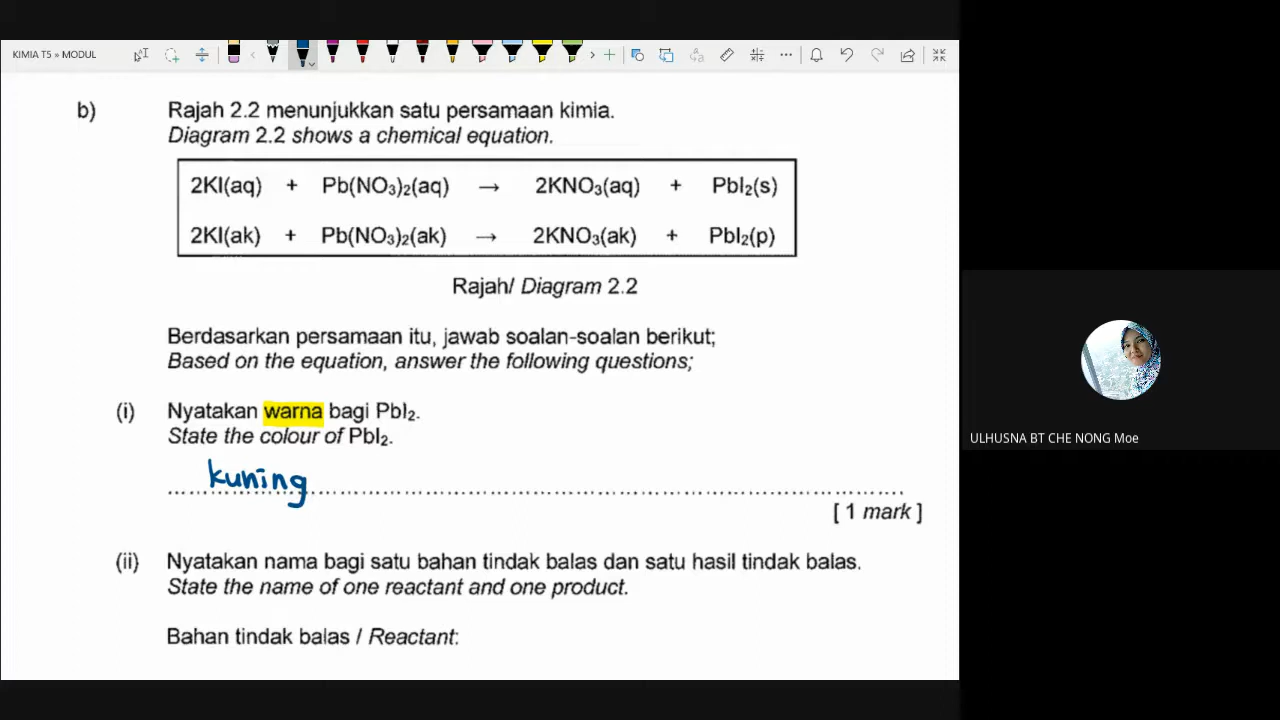 KIMIA T5 » MODUL
b) Rajah 2.2 menunjukkan satu persamaan kimia.
Diagram 2.2 shows a chemical equation.
2KI(aq) + Pb(NO₃)₂(aq) → 2KNO₃(aq) + PbI₂(s)
2KI(ak) + Pb(NO₃)₂(ak) → 2KNO₃(ak) + PbI₂(p)
Rajah/ Diagram 2.2
Berdasarkan persamaan itu, jawab soalan-soalan berikut;
Based on the equation, answer the following questions;
(i) Nyatakan warna bagi PbI₂.
State the colour of PbI₂.
kuning
[ 1 mark ]
(ii) Nyatakan nama bagi satu bahan tindak balas dan satu hasil tindak balas.
State the name of one reactant and one product.
Bahan tindak balas / Reactant:
ULHUSNA BT CHE NONG Moe